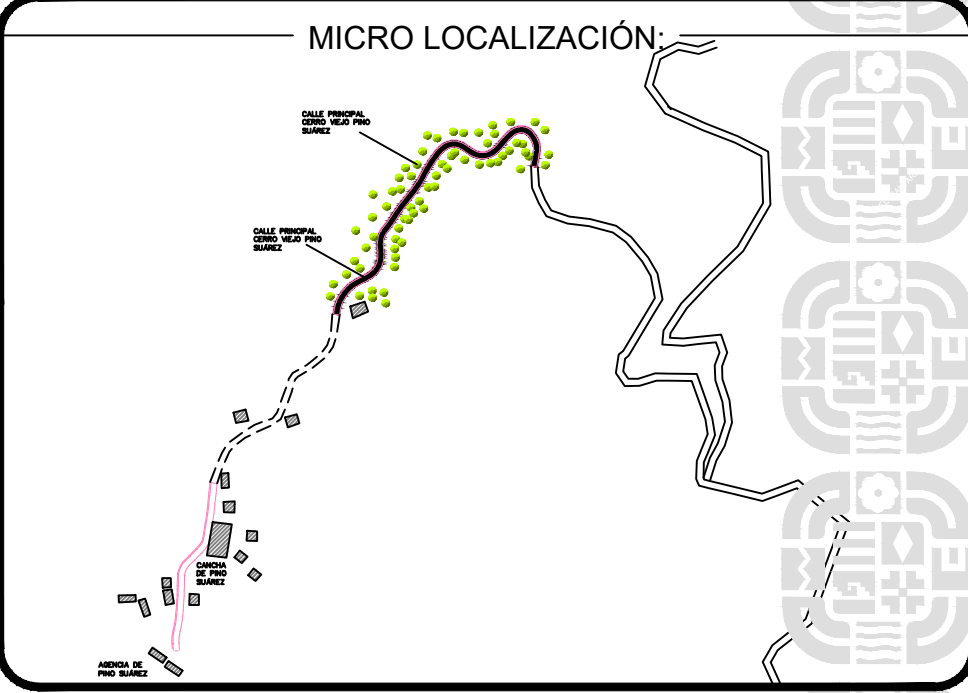 MICRO LOCALIZACIÓN:
CALLE PRINCIPAL
CERRO VIEJO PINO
SUÁREZ
CALLE PRINCIPAL
CERRO VIEJO PINO
SUÁREZ
CANCHA
DE PINO
SUÁREZ
AGENCIA DE
PINO SUÁREZ